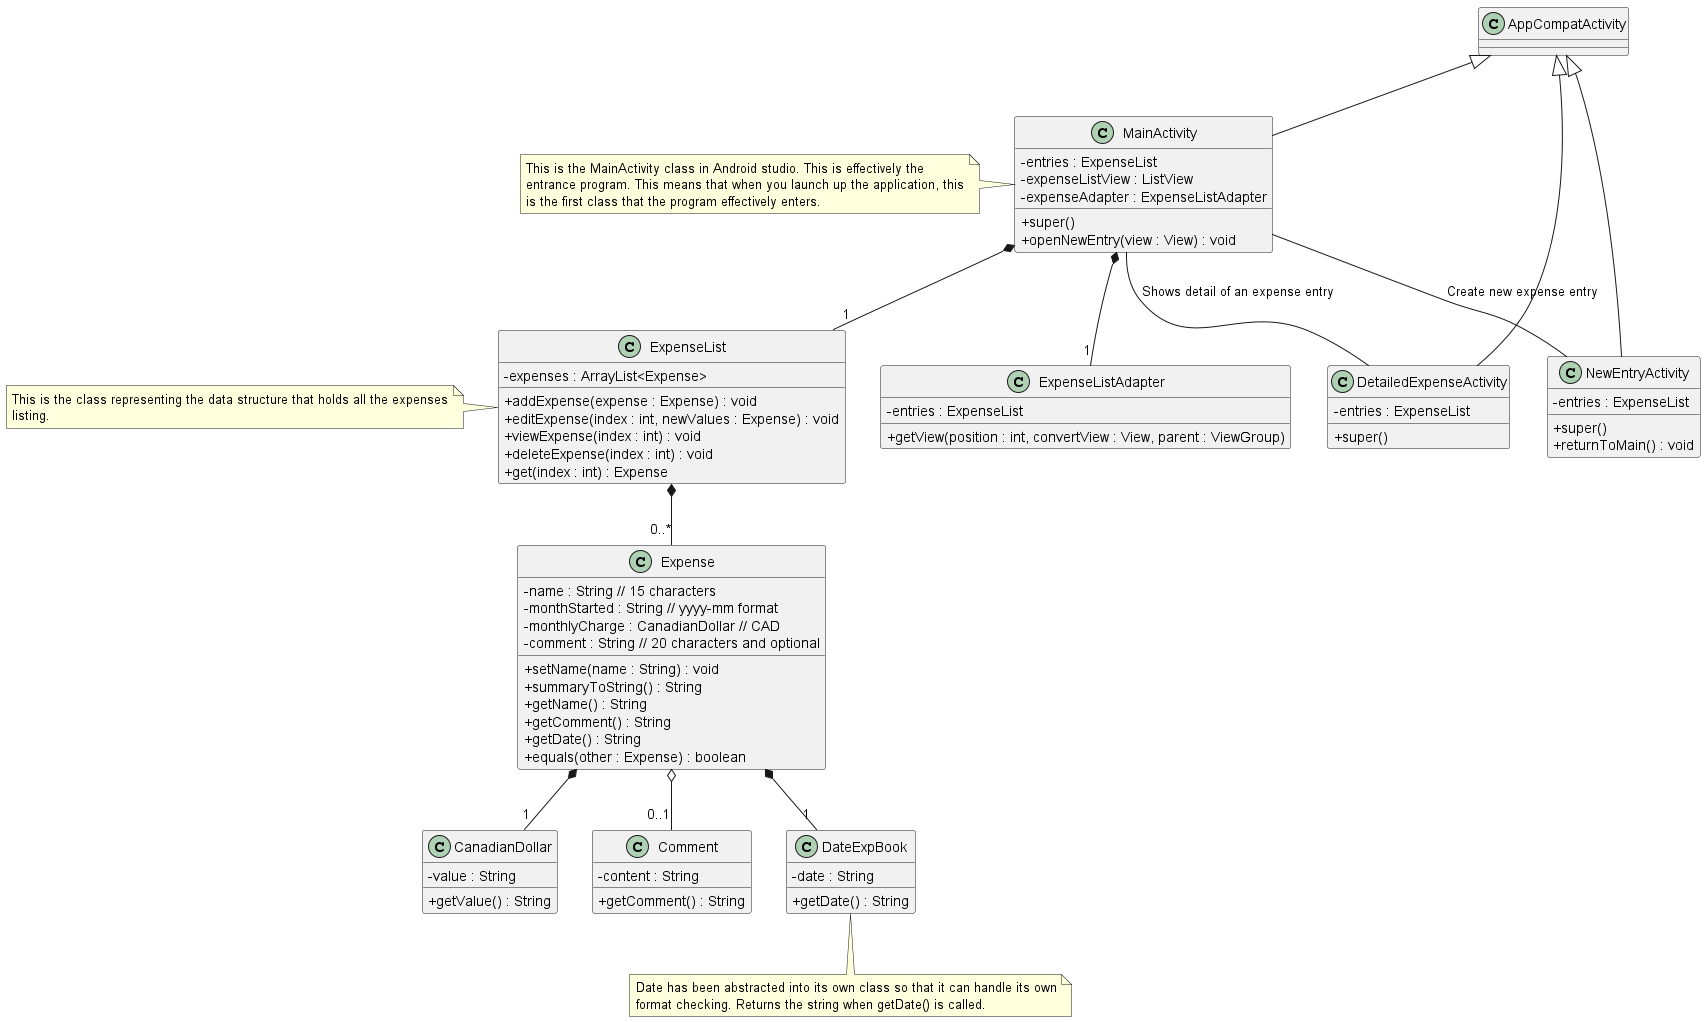 C AppCompatActivity
C MainActivity
-entries : ExpenseList
-expenseListView : ListView
-expenseAdapter : ExpenseListAdapter
+super()
+openNewEntry(view : View) : void
This is the MainActivity class in Android studio. This is effectively the
entrance program. This means that when you launch up the application, this
is the first class that the program effectively enters.
Shows detail of an expense entry
Create new expense entry
1
1
C ExpenseList
-expenses : ArrayList<Expense>
+addExpense(expense : Expense) : void
+editExpense(index : int, newValues : Expense) : void
+viewExpense(index : int) : void
+deleteExpense(index : int) : void
+get(index : int) : Expense
This is the class representing the data structure that holds all the expenses
listing.
C ExpenseListAdapter
-entries : ExpenseList
+getView(position : int, convertView : View, parent : ViewGroup)
C DetailedExpenseActivity
-entries : ExpenseList
+super()
C NewEntryActivity
-entries : ExpenseList
+super()
+returnToMain() : void
0..*
C Expense
-name : String // 15 characters
-monthStarted : String // yyyy-mm format
-monthlyCharge : CanadianDollar // CAD
-comment : String // 20 characters and optional
+setName(name : String) : void
+summaryToString() : String
+getName() : String
+getComment() : String
+getDate() : String
+equals(other : Expense) : boolean
1
0..1
1
C CanadianDollar
-value : String
+getValue() : String
C Comment
-content : String
+getComment() : String
C DateExpBook
-date : String
+getDate() : String
Date has been abstracted into its own class so that it can handle its own
format checking. Returns the string when getDate() is called.